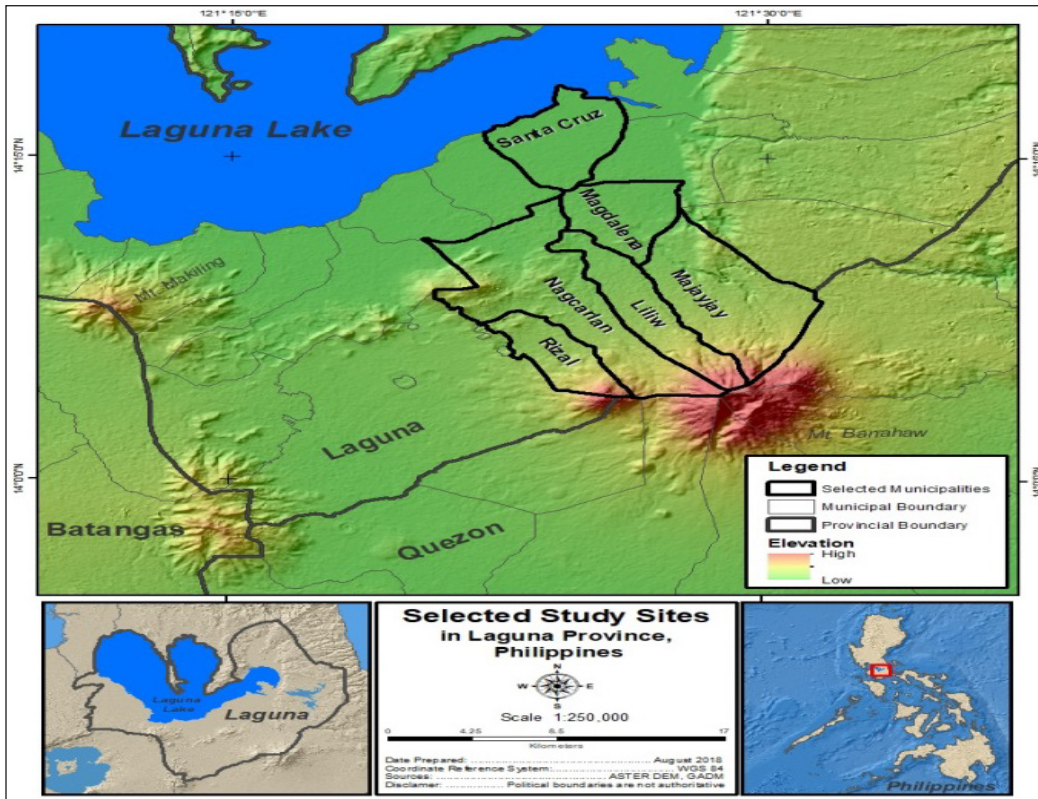 121°15'0"E
121°30'0"E
Laguna Lake
Santa Cruz
14°15'N
Magdalena
Mt. Makiling
Majayjay
Nagcarlan
Liliw
Rizal
Laguna
Mt. Banahaw
14°0'N
14°0'N
Batangas
Quezon
Legend
Selected Municipalities
Municipal Boundary
Provincial Boundary
Elevation
High
Low
Laguna
Lake
Laguna
Selected Study Sites
in Laguna Province,
Philippines
N
W
E
S
Scale 1:250,000
0 4.25 8.5 17
Kilometers
Date Prepared: August 2018
Coordinate Reference System: WGS 84
Sources: ASTER DEM, GADM
Disclamer: Political boundaries are not authoritative
Philippines